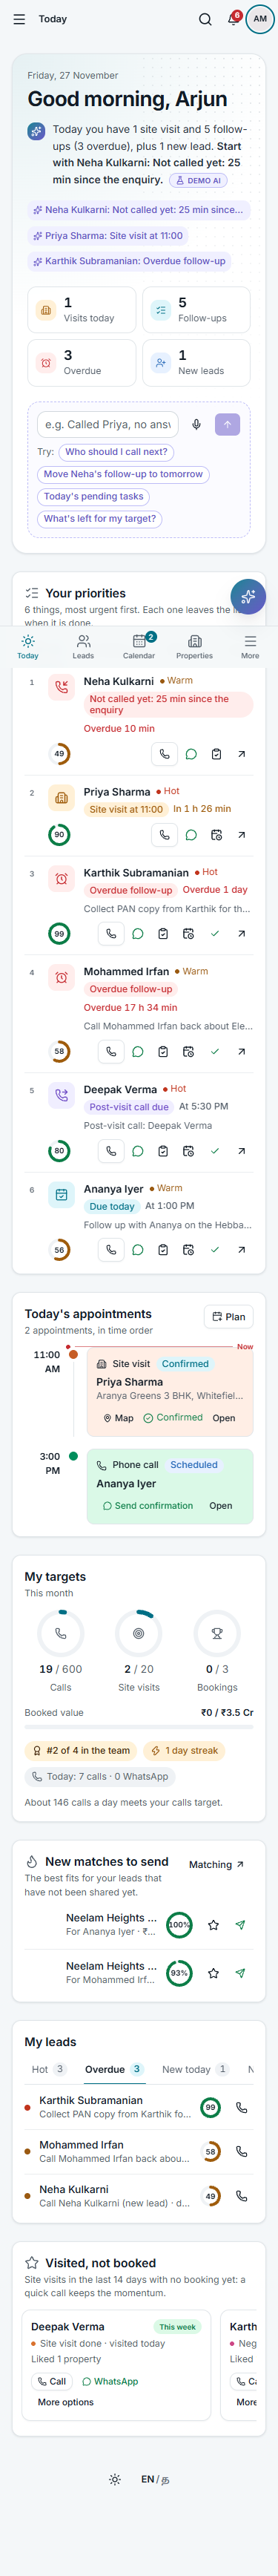 Today
6
AM
Friday, 27 November
Good morning, Arjun
Today you have 1 site visit and 5 follow-
ups (3 overdue), plus 1 new lead. Start
with Neha Kulkarni: Not called yet: 25
min since the enquiry. DEMO AI
Neha Kulkarni: Not called yet: 25 min since...
Priya Sharma: Site visit at 11:00
Karthik Subramanian: Overdue follow-up
1
Visits today
5
Follow-ups
3
Overdue
1
New leads
e.g. Called Priya, no answ
Try: Who should I call next?
Move Neha's follow-up to tomorrow
Today's pending tasks
What's left for my target?
Your priorities
6 things, most urgent first. Each one leaves the li
when it is done.
2
Today
Leads
Calendar
Properties
More
1
Neha Kulkarni Warm
Not called yet: 25 min since the
enquiry
Overdue 10 min
49
2
Priya Sharma Hot
Site visit at 11:00 In 1 h 26 min
90
3
Karthik Subramanian Hot
Overdue follow-up Overdue 1 day
Collect PAN copy from Karthik for th...
99
4
Mohammed Irfan Warm
Overdue follow-up
Overdue 17 h 34 min
Call Mohammed Irfan back about Ele...
58
5
Deepak Verma Hot
Post-visit call due At 5:30 PM
Post-visit call: Deepak Verma
80
6
Ananya Iyer Warm
Due today At 1:00 PM
Follow up with Ananya on the Hebba...
56
Today's appointments
2 appointments, in time order
Plan
Now
11:00
AM
Site visit Confirmed
Priya Sharma
Aranya Greens 3 BHK, Whitefiel...
Map Confirmed Open
3:00
PM
Phone call Scheduled
Ananya Iyer
Send confirmation Open
My targets
This month
19 / 600
Calls
2 / 20
Site visits
0 / 3
Bookings
Booked value ₹0 / ₹3.5 Cr
#2 of 4 in the team
1 day streak
Today: 7 calls · 0 WhatsApp
About 146 calls a day meets your calls target.
New matches to send
The best fits for your leads that
have not been shared yet.
Matching
Neelam Heights ...
For Ananya Iyer · ₹...
100%
Neelam Heights ...
For Mohammed Irf...
93%
My leads
Hot 3 Overdue 3 New today 1
Karthik Subramanian
Collect PAN copy from Karthik fo...
99
Mohammed Irfan
Call Mohammed Irfan back abou...
58
Neha Kulkarni
Call Neha Kulkarni (new lead) · d...
49
Visited, not booked
Site visits in the last 14 days with no booking yet: a
quick call keeps the momentum.
Deepak Verma This week
Site visit done · visited today
Liked 1 property
Call WhatsApp
More options
Karth
Neg
Liked
Ca
More
EN / த